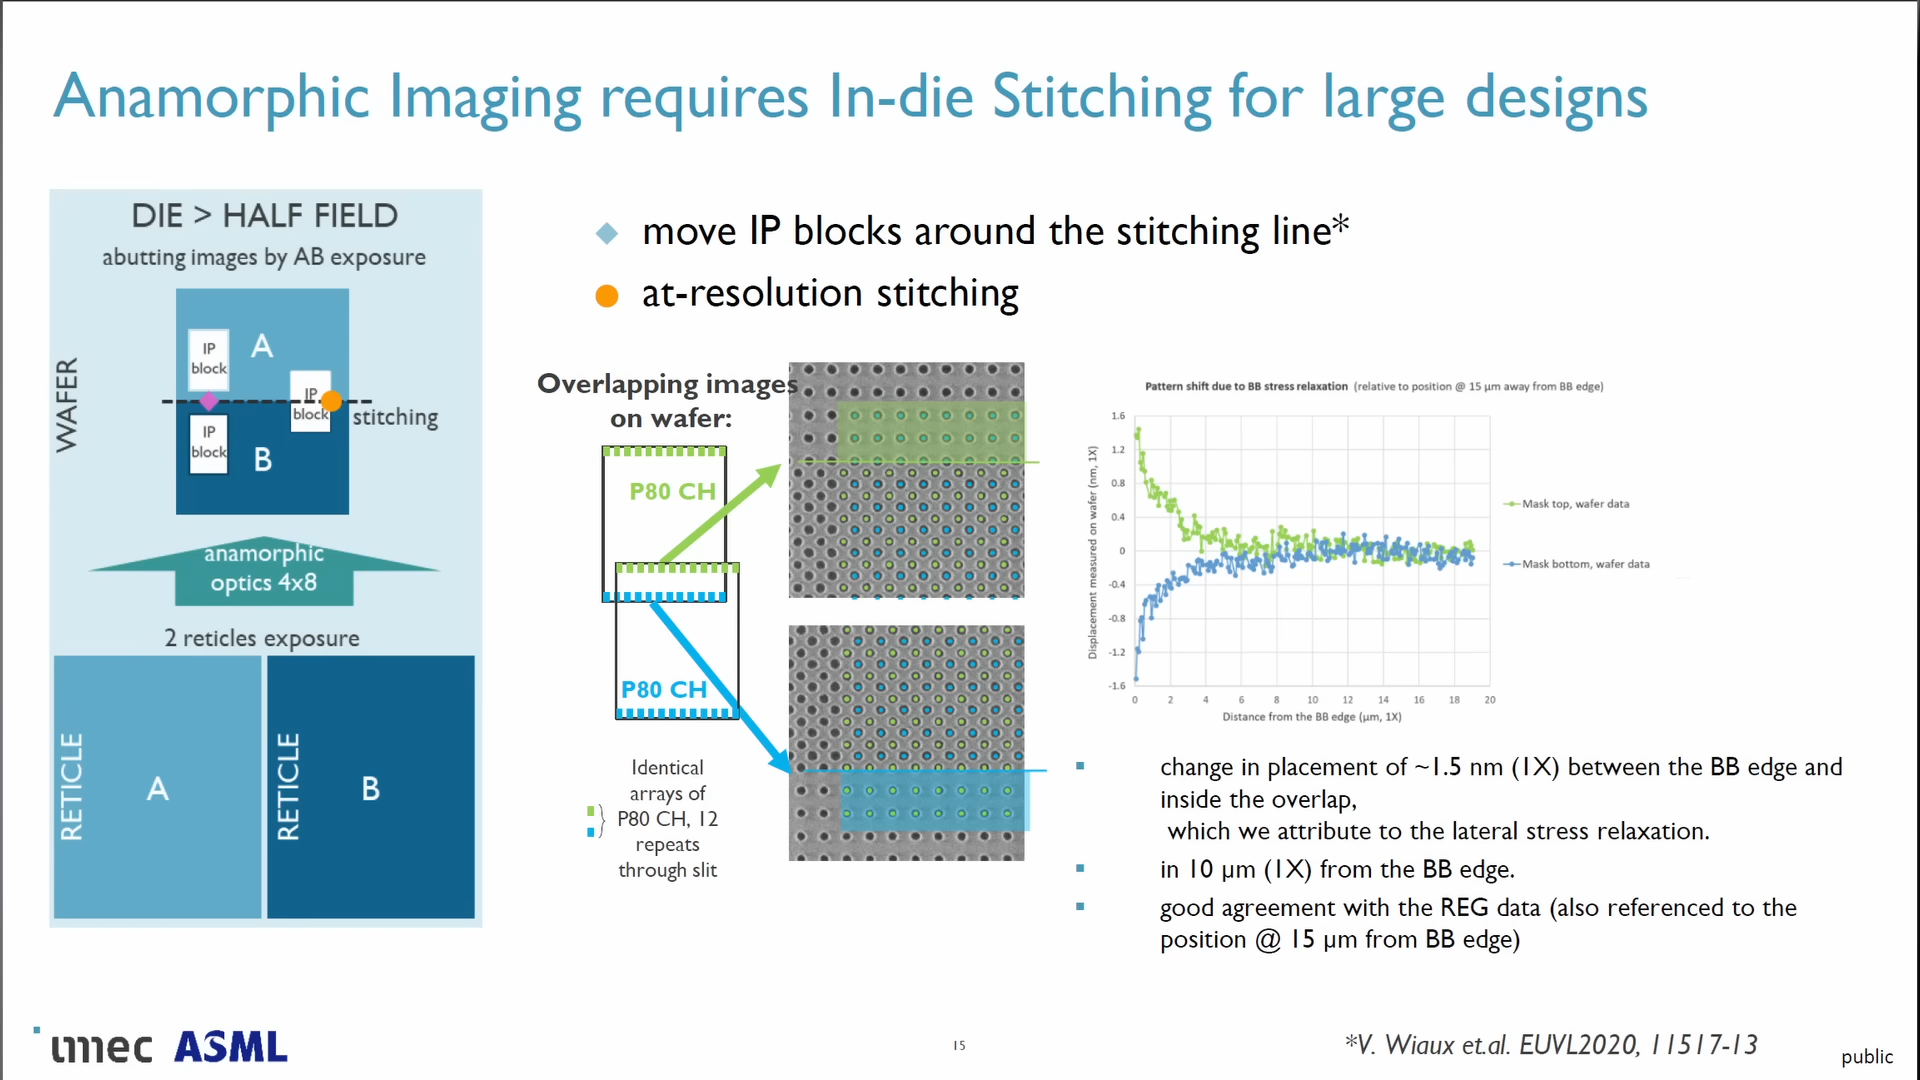 Anamorphic Imaging requires In-die Stitching for large designs
DIE > HALF FIELD
abutting images by AB exposure
WAFER
IP
block
A
IP
block
stitching
IP
block
B
anamorphic
optics 4x8
2 reticles exposure
RETICLE
A
RETICLE
B
move IP blocks around the stitching line*
at-resolution stitching
Overlapping images
on wafer:
P80 CH
P80 CH
Identical
arrays of
P80 CH, 12
repeats
through slit
Pattern shift due to BB stress relaxation (relative to position @ 15 μm away from BB edge)
Displacement measured on wafer (nm, 1X)
1.6
1.2
0.8
0.4
0
-0.4
-0.8
-1.2
-1.6
0 2 4 6 8 10 12 14 16 18 20
Distance from the BB edge (μm, 1X)
Mask top, wafer data
Mask bottom, wafer data
change in placement of ~1.5 nm (1X) between the BB edge and
inside the overlap,
which we attribute to the lateral stress relaxation.
in 10 μm (1X) from the BB edge.
good agreement with the REG data (also referenced to the
position @ 15 μm from BB edge)
imec ASML
15
*V. Wiaux et.al. EUVL2020, 11517-13
public